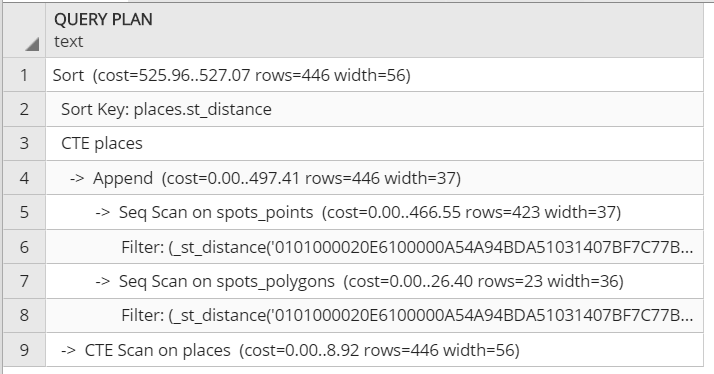 QUERY PLAN
text
1 Sort (cost=525.96..527.07 rows=446 width=56)
2 Sort Key: places.st_distance
3 CTE places
4 -> Append (cost=0.00..497.41 rows=446 width=37)
5 -> Seq Scan on spots_points (cost=0.00..466.55 rows=423 width=37)
6 Filter: (_st_distance('0101000020E6100000A54A94BDA51031407BF7C77B...
7 -> Seq Scan on spots_polygons (cost=0.00..26.40 rows=23 width=36)
8 Filter: (_st_distance('0101000020E6100000A54A94BDA51031407BF7C77B...
9 -> CTE Scan on places (cost=0.00..8.92 rows=446 width=56)